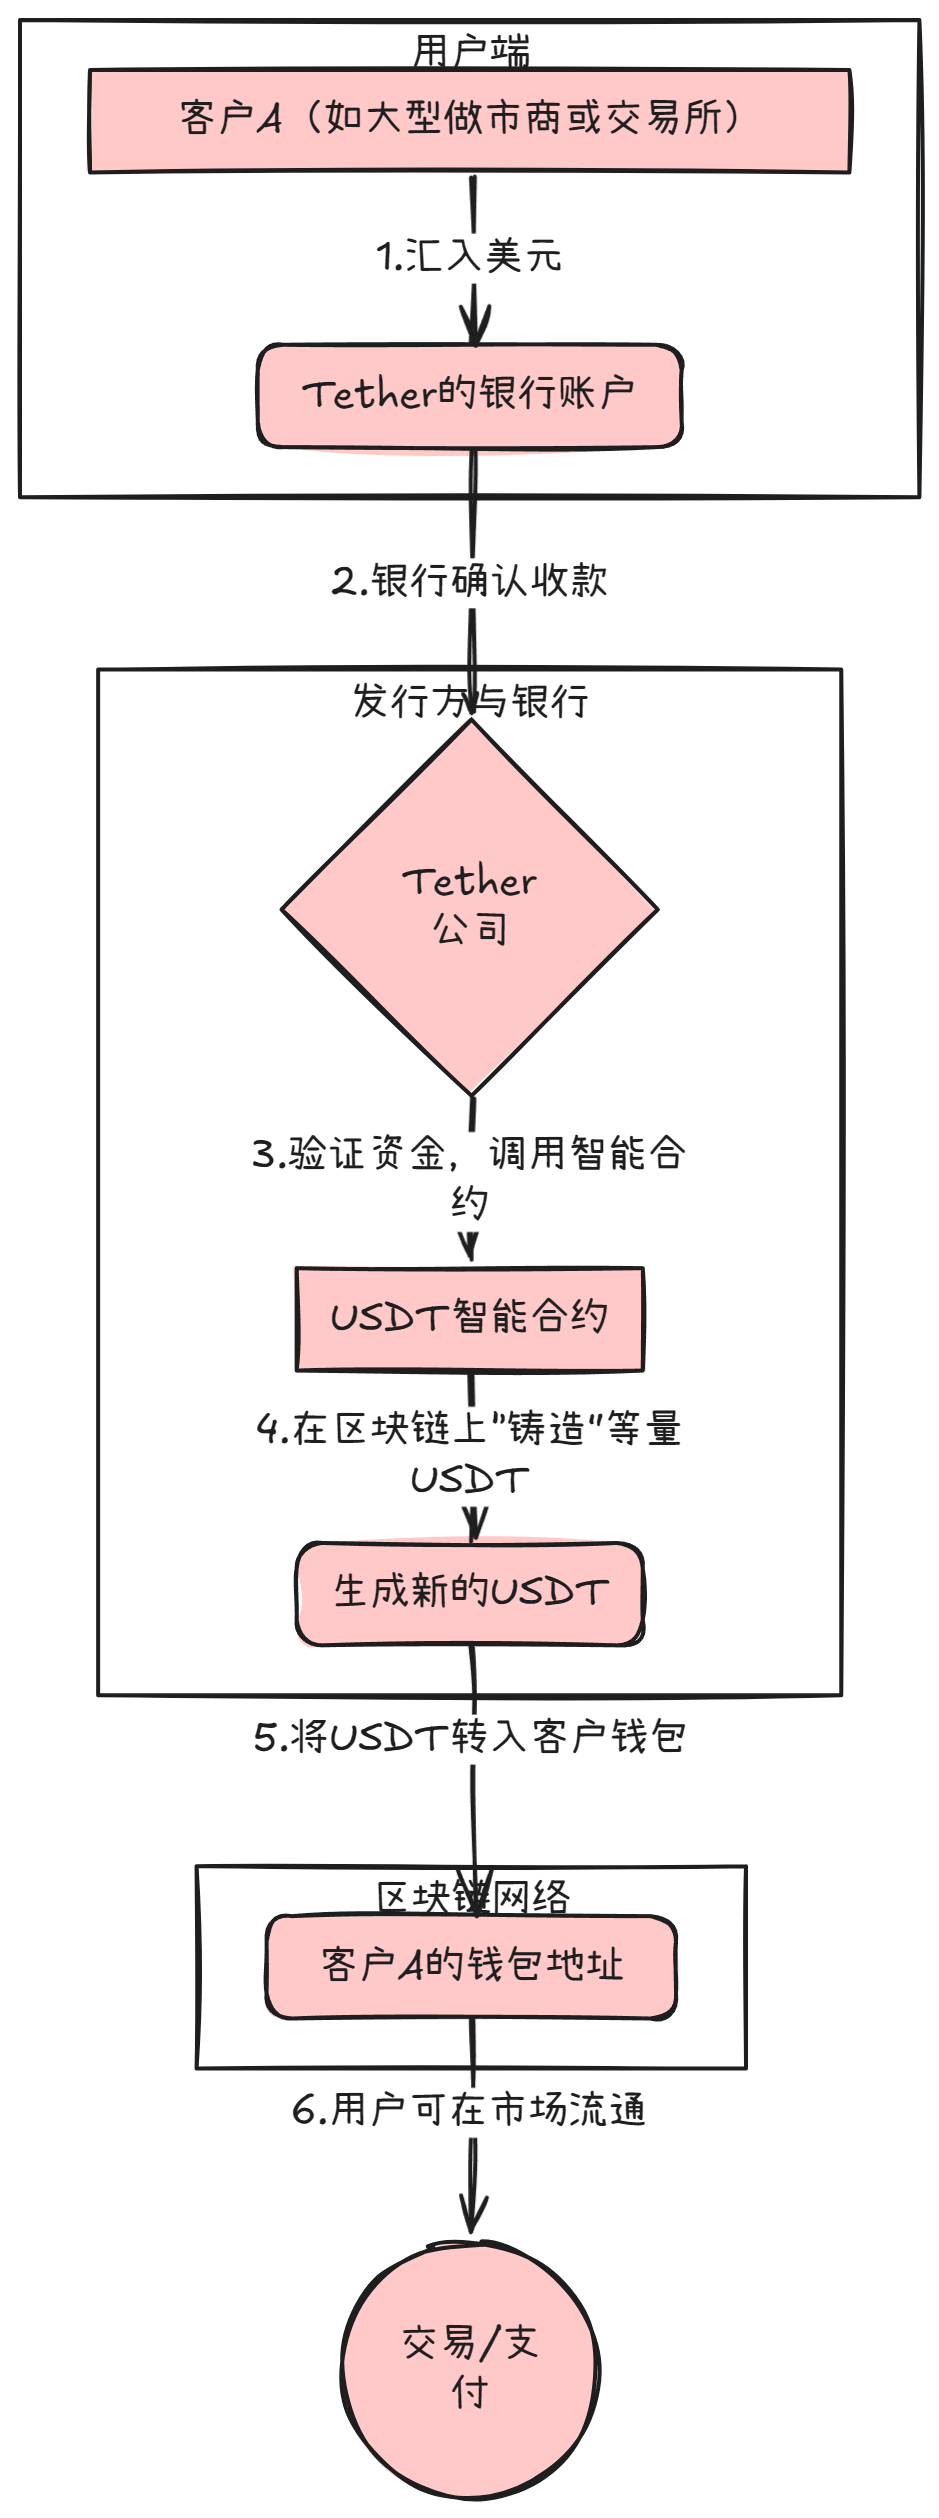 用户端
客户A（如大型做市商或交易所）
1.汇入美元
Tether的银行账户
2.银行确认收款
发行方与银行
Tether
公司
3.验证资金，调用智能合
约
USDT智能合约
4.在区块链上"铸造"等量
USDT
生成新的USDT
5.将USDT转入客户钱包
区块链网络
客户A的钱包地址
6.用户可在市场流通
交易/支
付